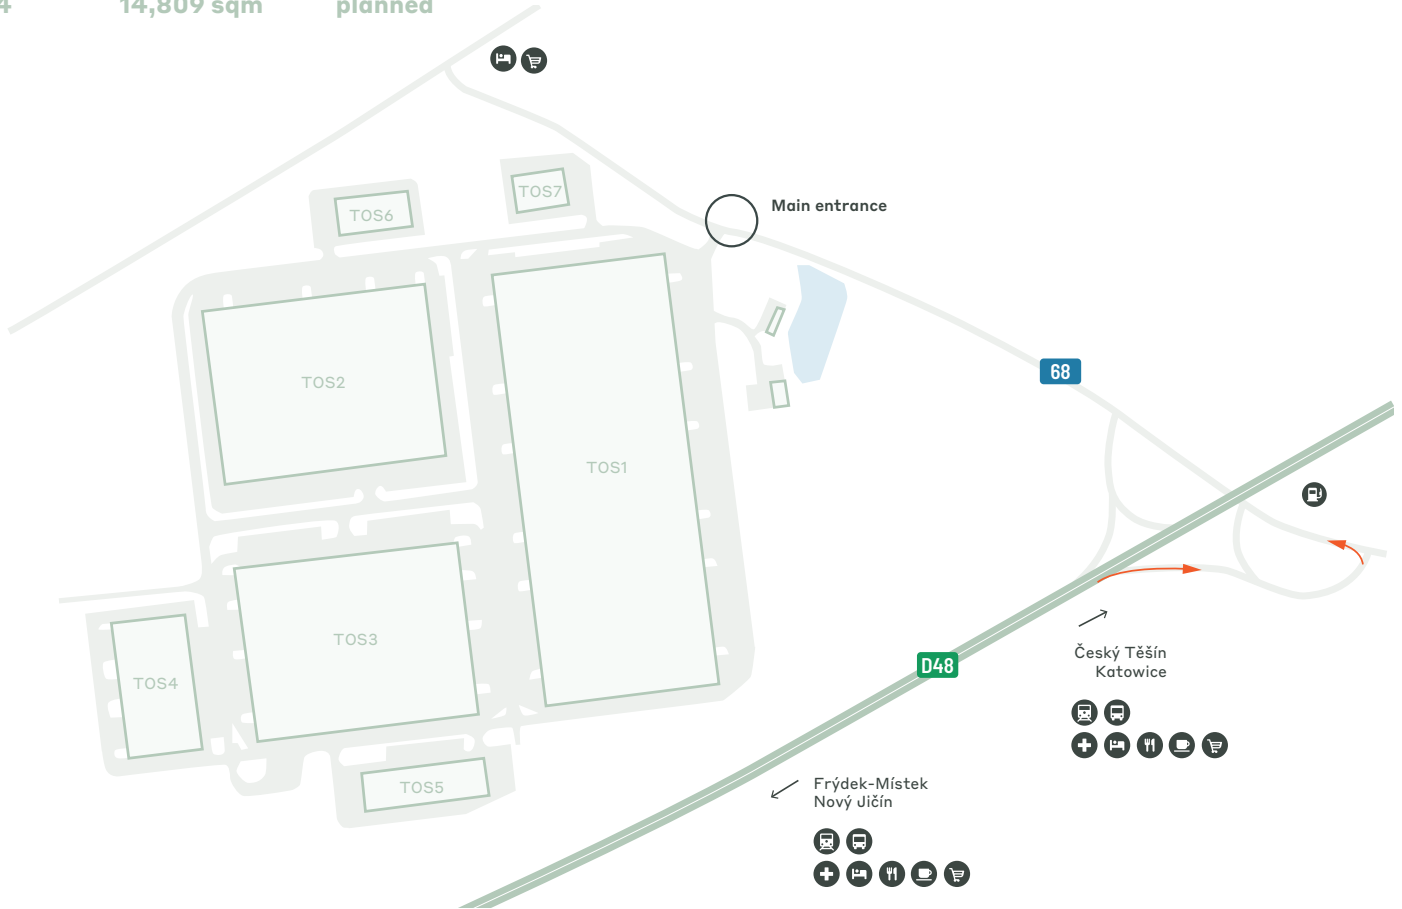 4 14,809 sqm planned
Main entrance
TOS7
TOS6
68
TOS2
TOS1
TOS3
Český Těšín
Katowice
D48
TOS4
Frýdek-Místek
Nový Jičín
TOS5